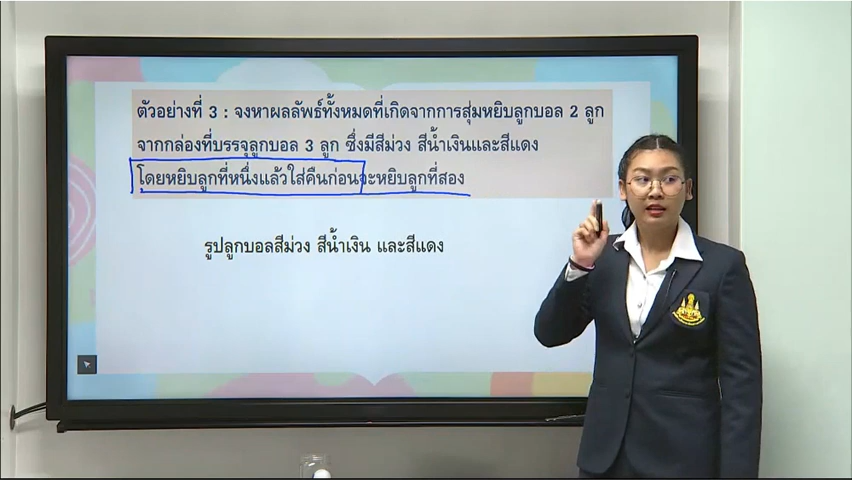 ตัวอย่างที่ 3 : จงหาผลลัพธ์ทั้งหมดที่เกิดจากการสุ่มหยิบลูกบอล 2 ลูก
จากกล่องที่บรรจุลูกบอล 3 ลูก ซึ่งมีสีม่วง สีน้ำเงินและสีแดง
โดยหยิบลูกที่หนึ่งแล้วใส่คืนก่อนจะหยิบลูกที่สอง
รูปลูกบอลสีม่วง สีน้ำเงิน และสีแดง